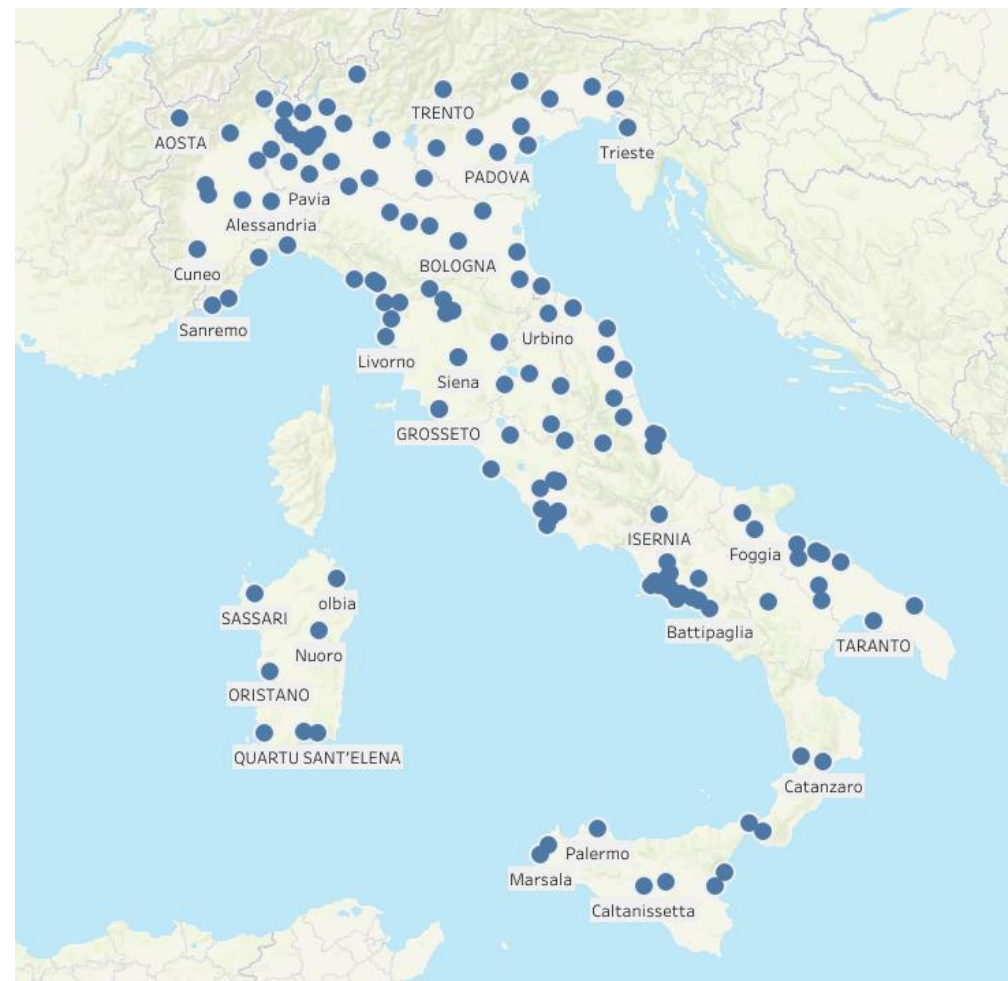 TRENTO
AOSTA
Trieste
PADOVA
Pavia
Alessandria
BOLOGNA
Cuneo
Sanremo
Urbino
Livorno
Siena
GROSSETO
ISERNIA
Foggia
olbia
SASSARI
Battipaglia
TARANTO
Nuoro
ORISTANO
QUARTU SANT'ELENA
Catanzaro
Palermo
Marsala
Caltanissetta